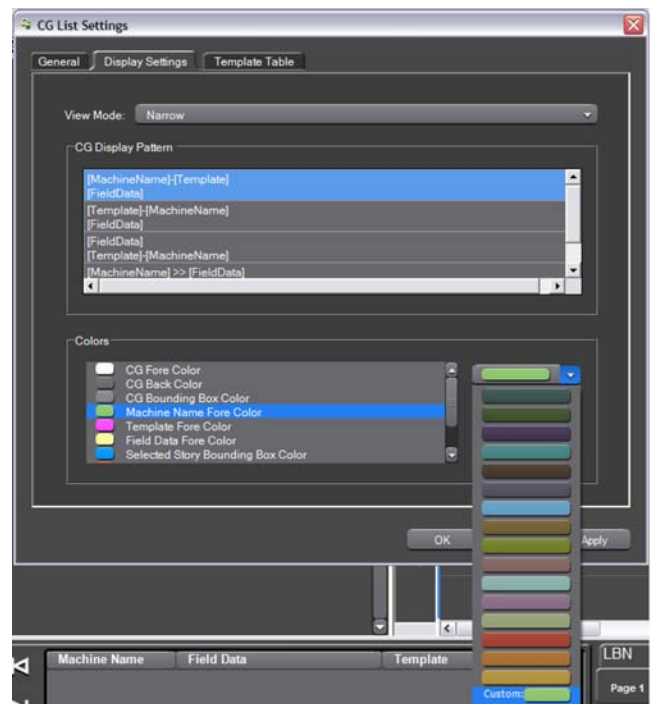 CG List Settings
General Display Settings Template Table
View Mode: Narrow
CG Display Pattern
[MachineName]-[Template]
[FieldData]
[Template]-[MachineName]
[FieldData]
[FieldData]
[Template]-[MachineName]
[MachineName] >> [FieldData]
Colors
CG Fore Color
CG Back Color
CG Bounding Box Color
Machine Name Fore Color
Template Fore Color
Field Data Fore Color
Selected Story Bounding Box Color
OK Apply
Machine Name Field Data Template LBN
Custom: Page 1